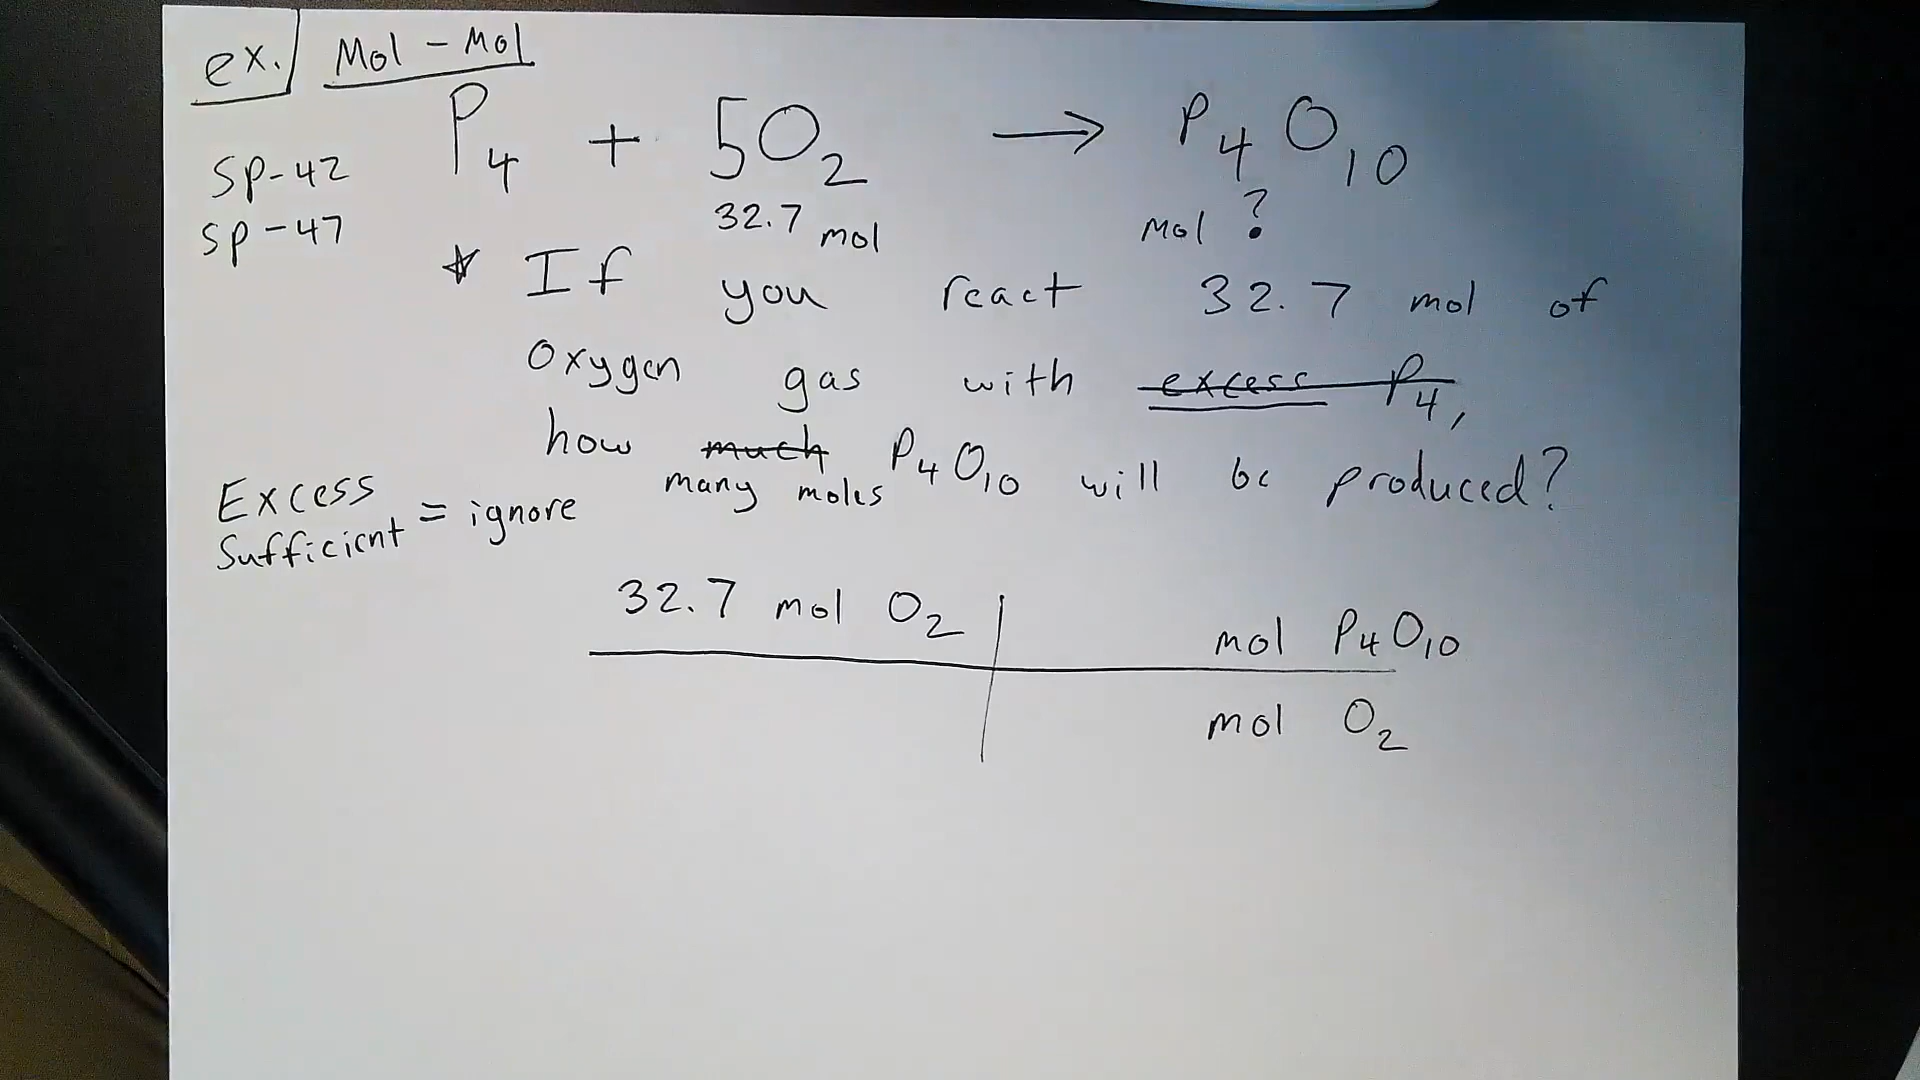 ex. Mol - Mol
P₄ + 5O₂ → P₄O₁₀
sp-42
32.7 mol mol ?
sp-47
* If you react 32.7 mol of
oxygen gas with excess P₄,
how much P₄O₁₀ will be produced?
many moles
Excess
Sufficient = ignore
32.7 mol O₂ mol P₄O₁₀
mol O₂